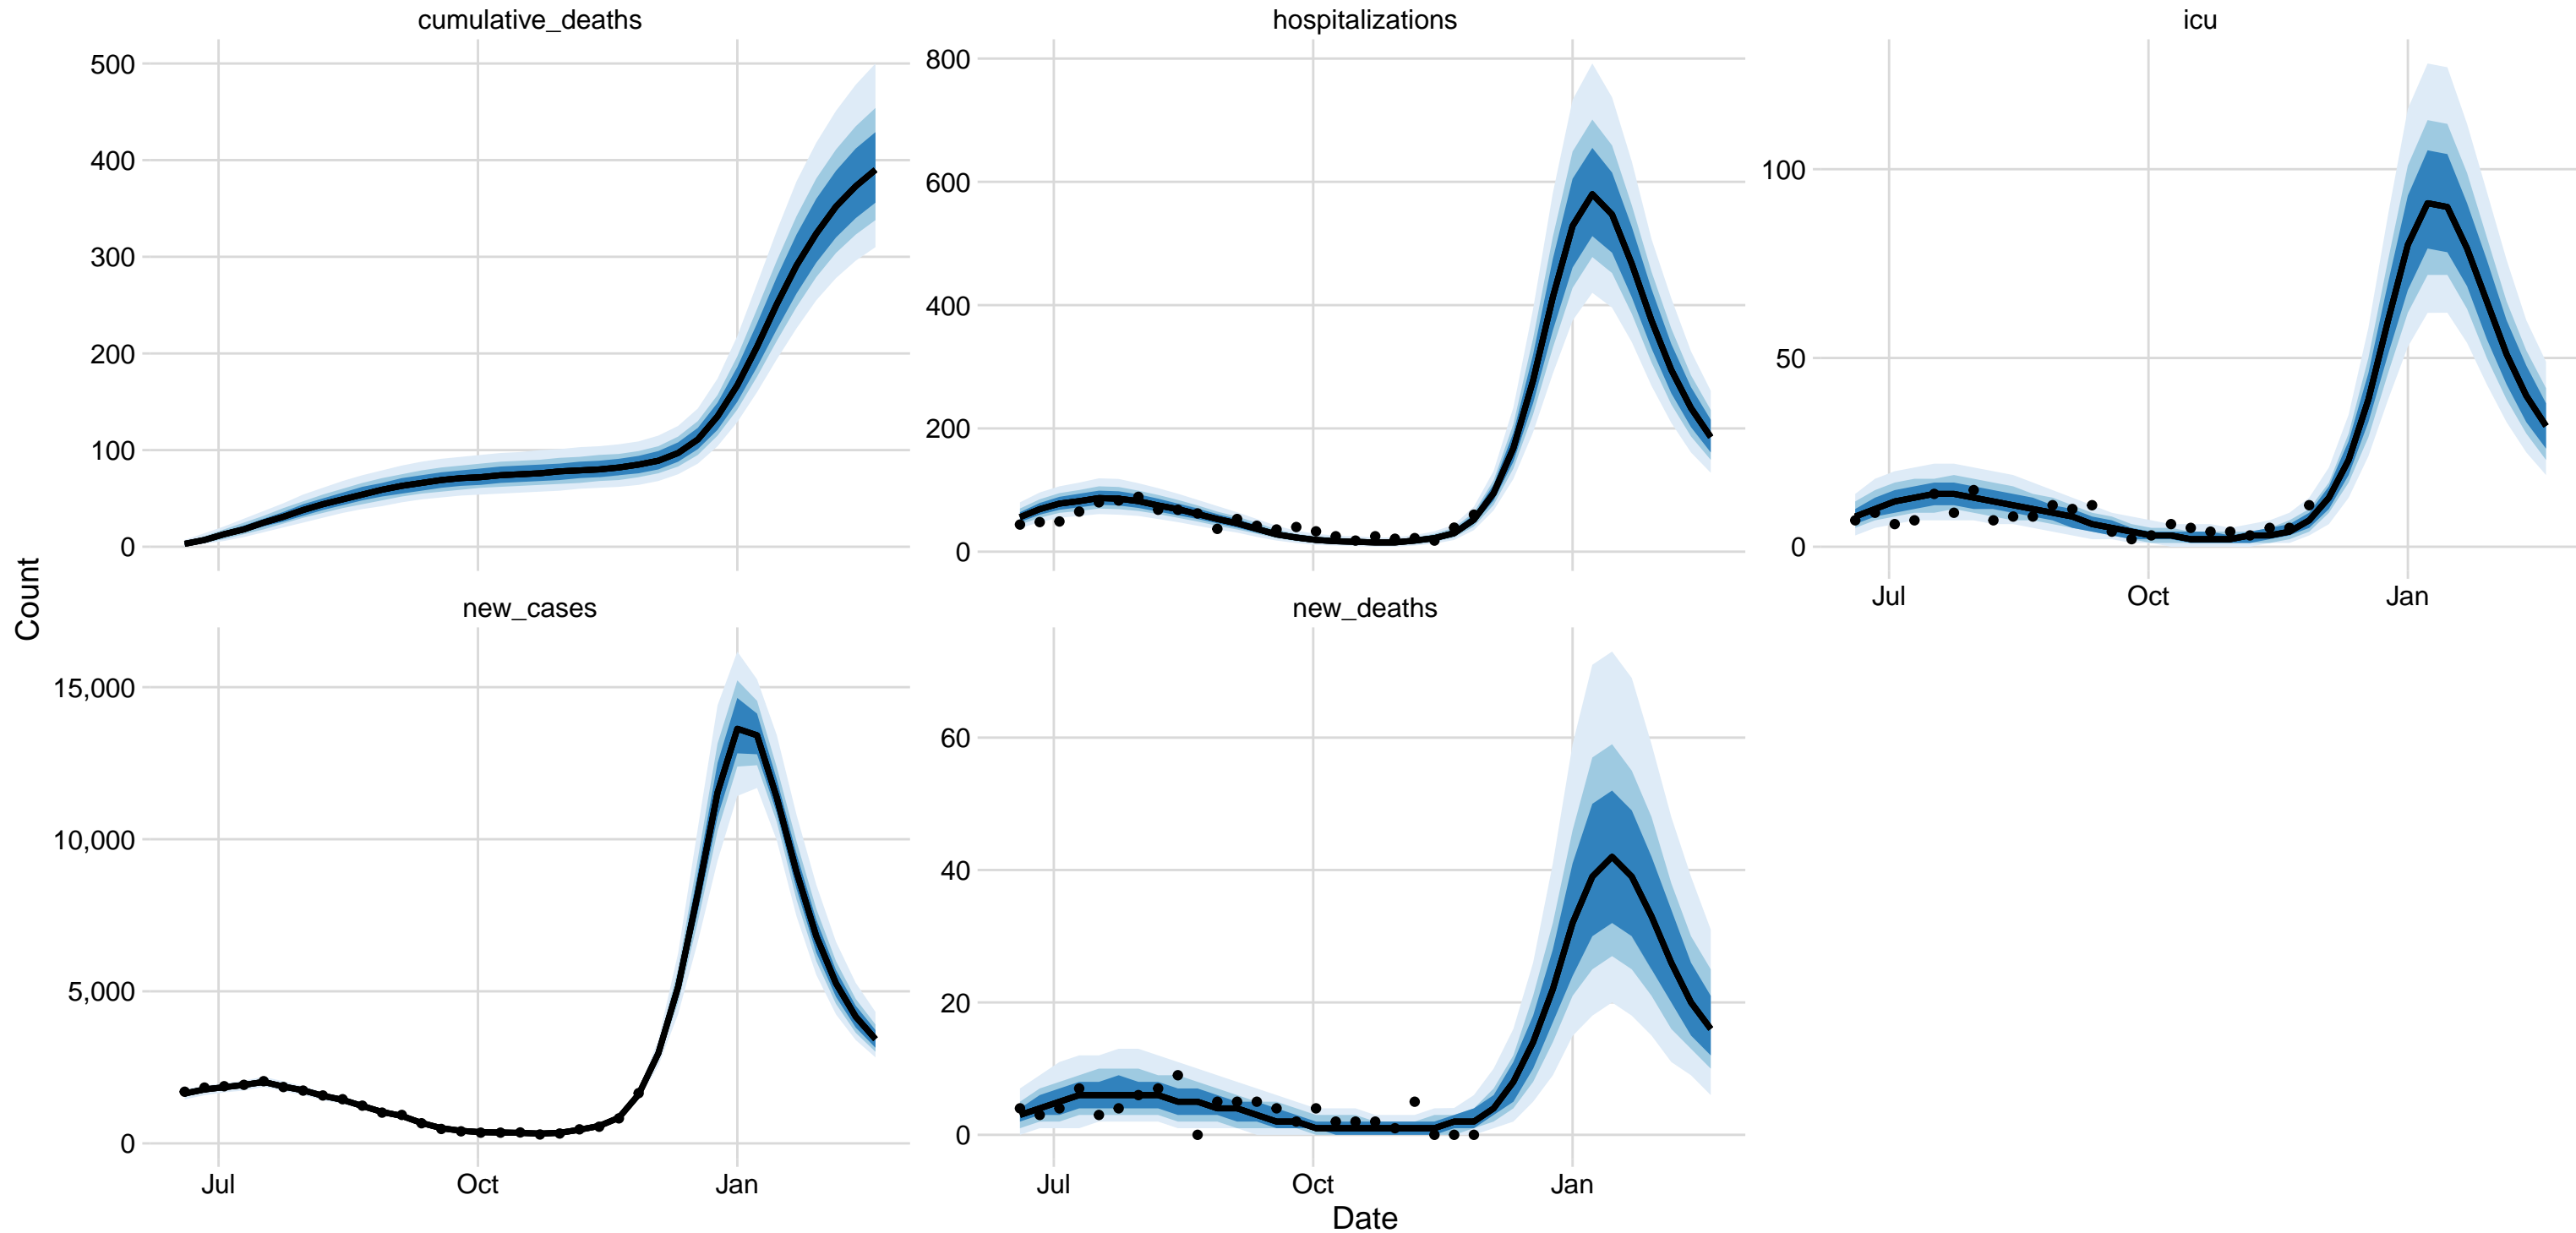 cumulative_deaths
hospitalizations
icu
500
400
300
200
100
0
800
600
400
200
0
100
50
0
Jul Oct Jan
Count
new_cases
new_deaths
15,000
10,000
5,000
0
Jul Oct Jan
60
40
20
0
Jul Oct Jan
Date